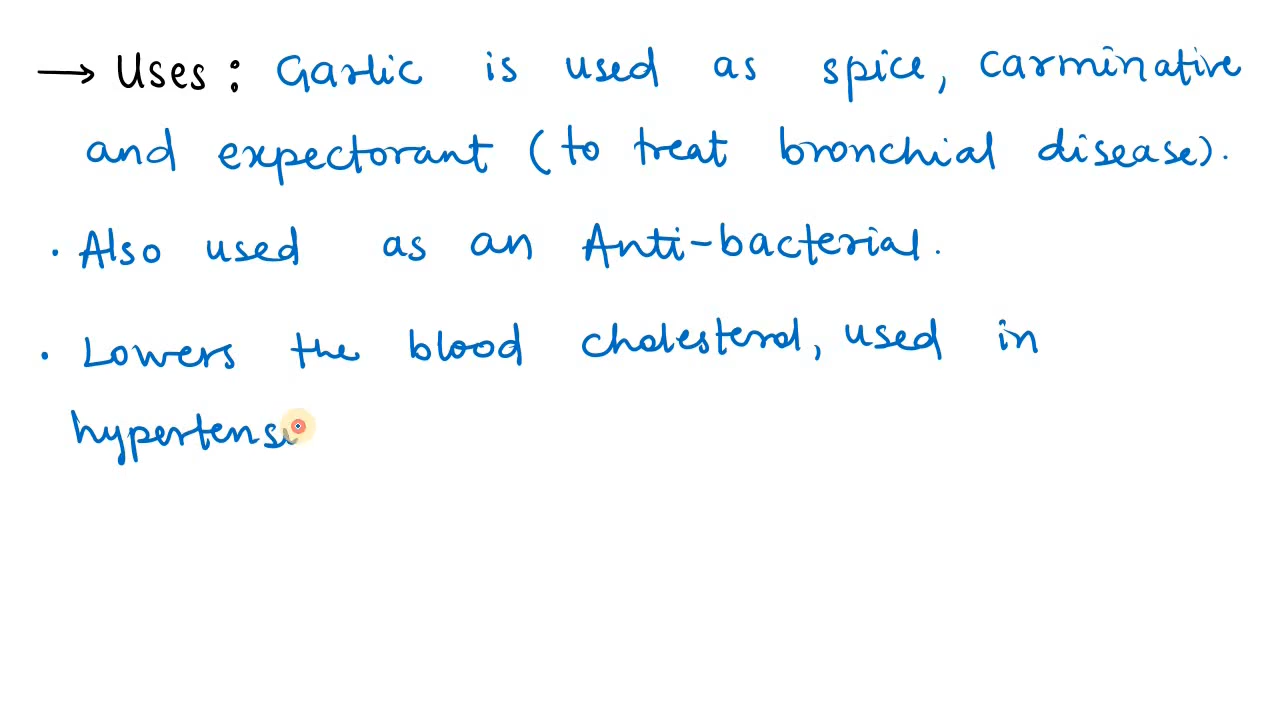 → Uses : Garlic is used as spice, carminative
and expectorant (to treat bronchial disease).
· Also used as an Anti-bacterial.
· Lowers the blood cholesterol, used in
hypertensi